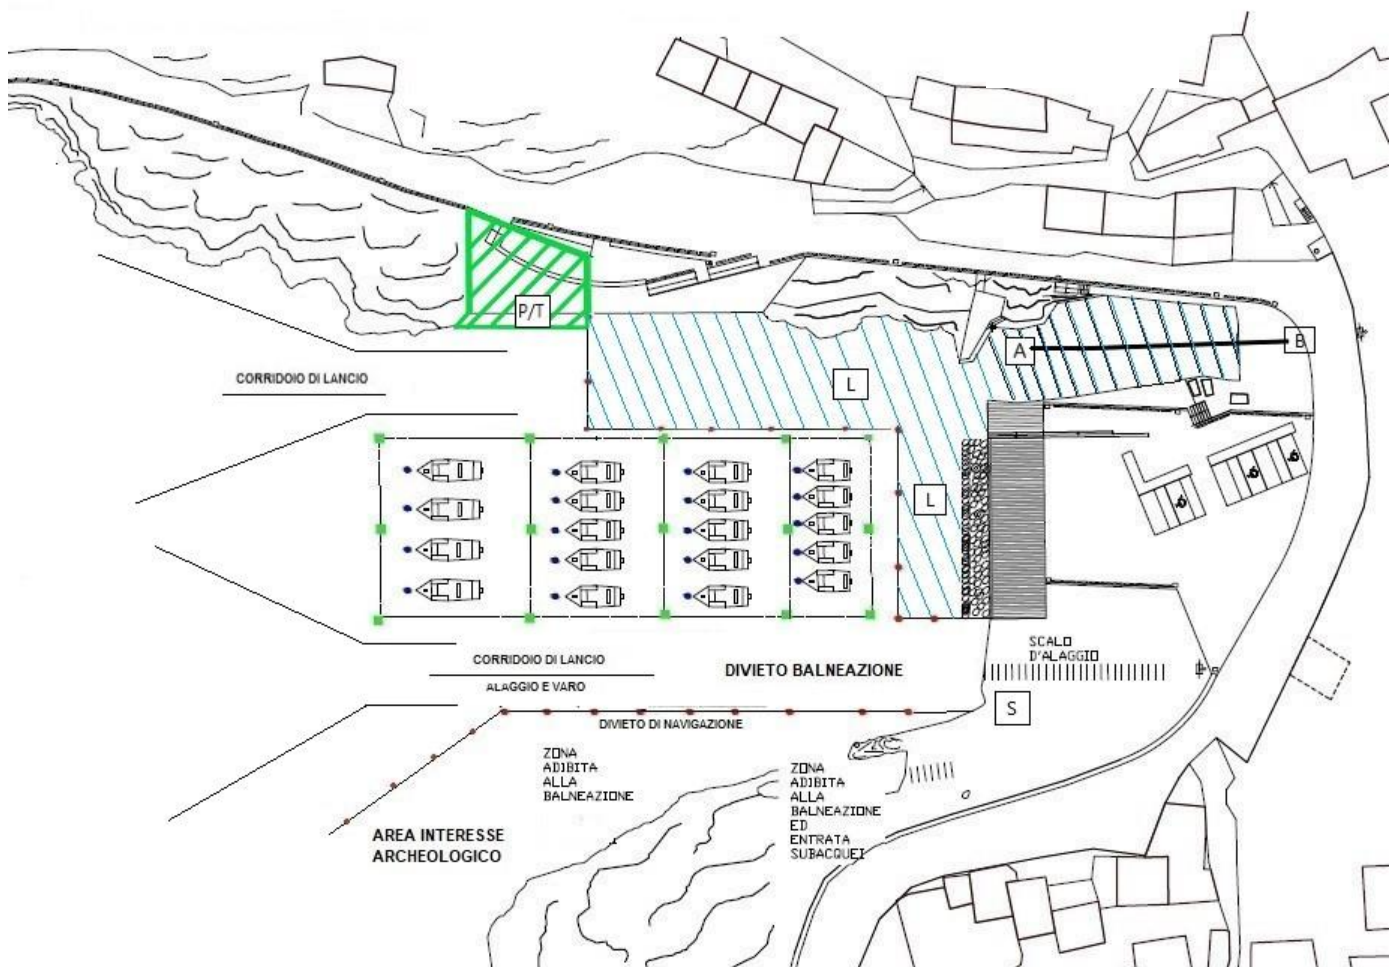 P/T
A
B
L
CORRIDOIO DI LANCIO
L
SCALO
D'ALAGGIO
CORRIDOIO DI LANCIO
DIVIETO BALNEAZIONE
ALAGGIO E VARO
S
DIVIETO DI NAVIGAZIONE
ZONA
ADIBITA
ALLA
BALNEAZIONE
ZONA
ADIBITA
ALLA
BALNEAZIONE
ED
ENTRATA
SUBACQUEI
AREA INTERESSE
ARCHEOLOGICO